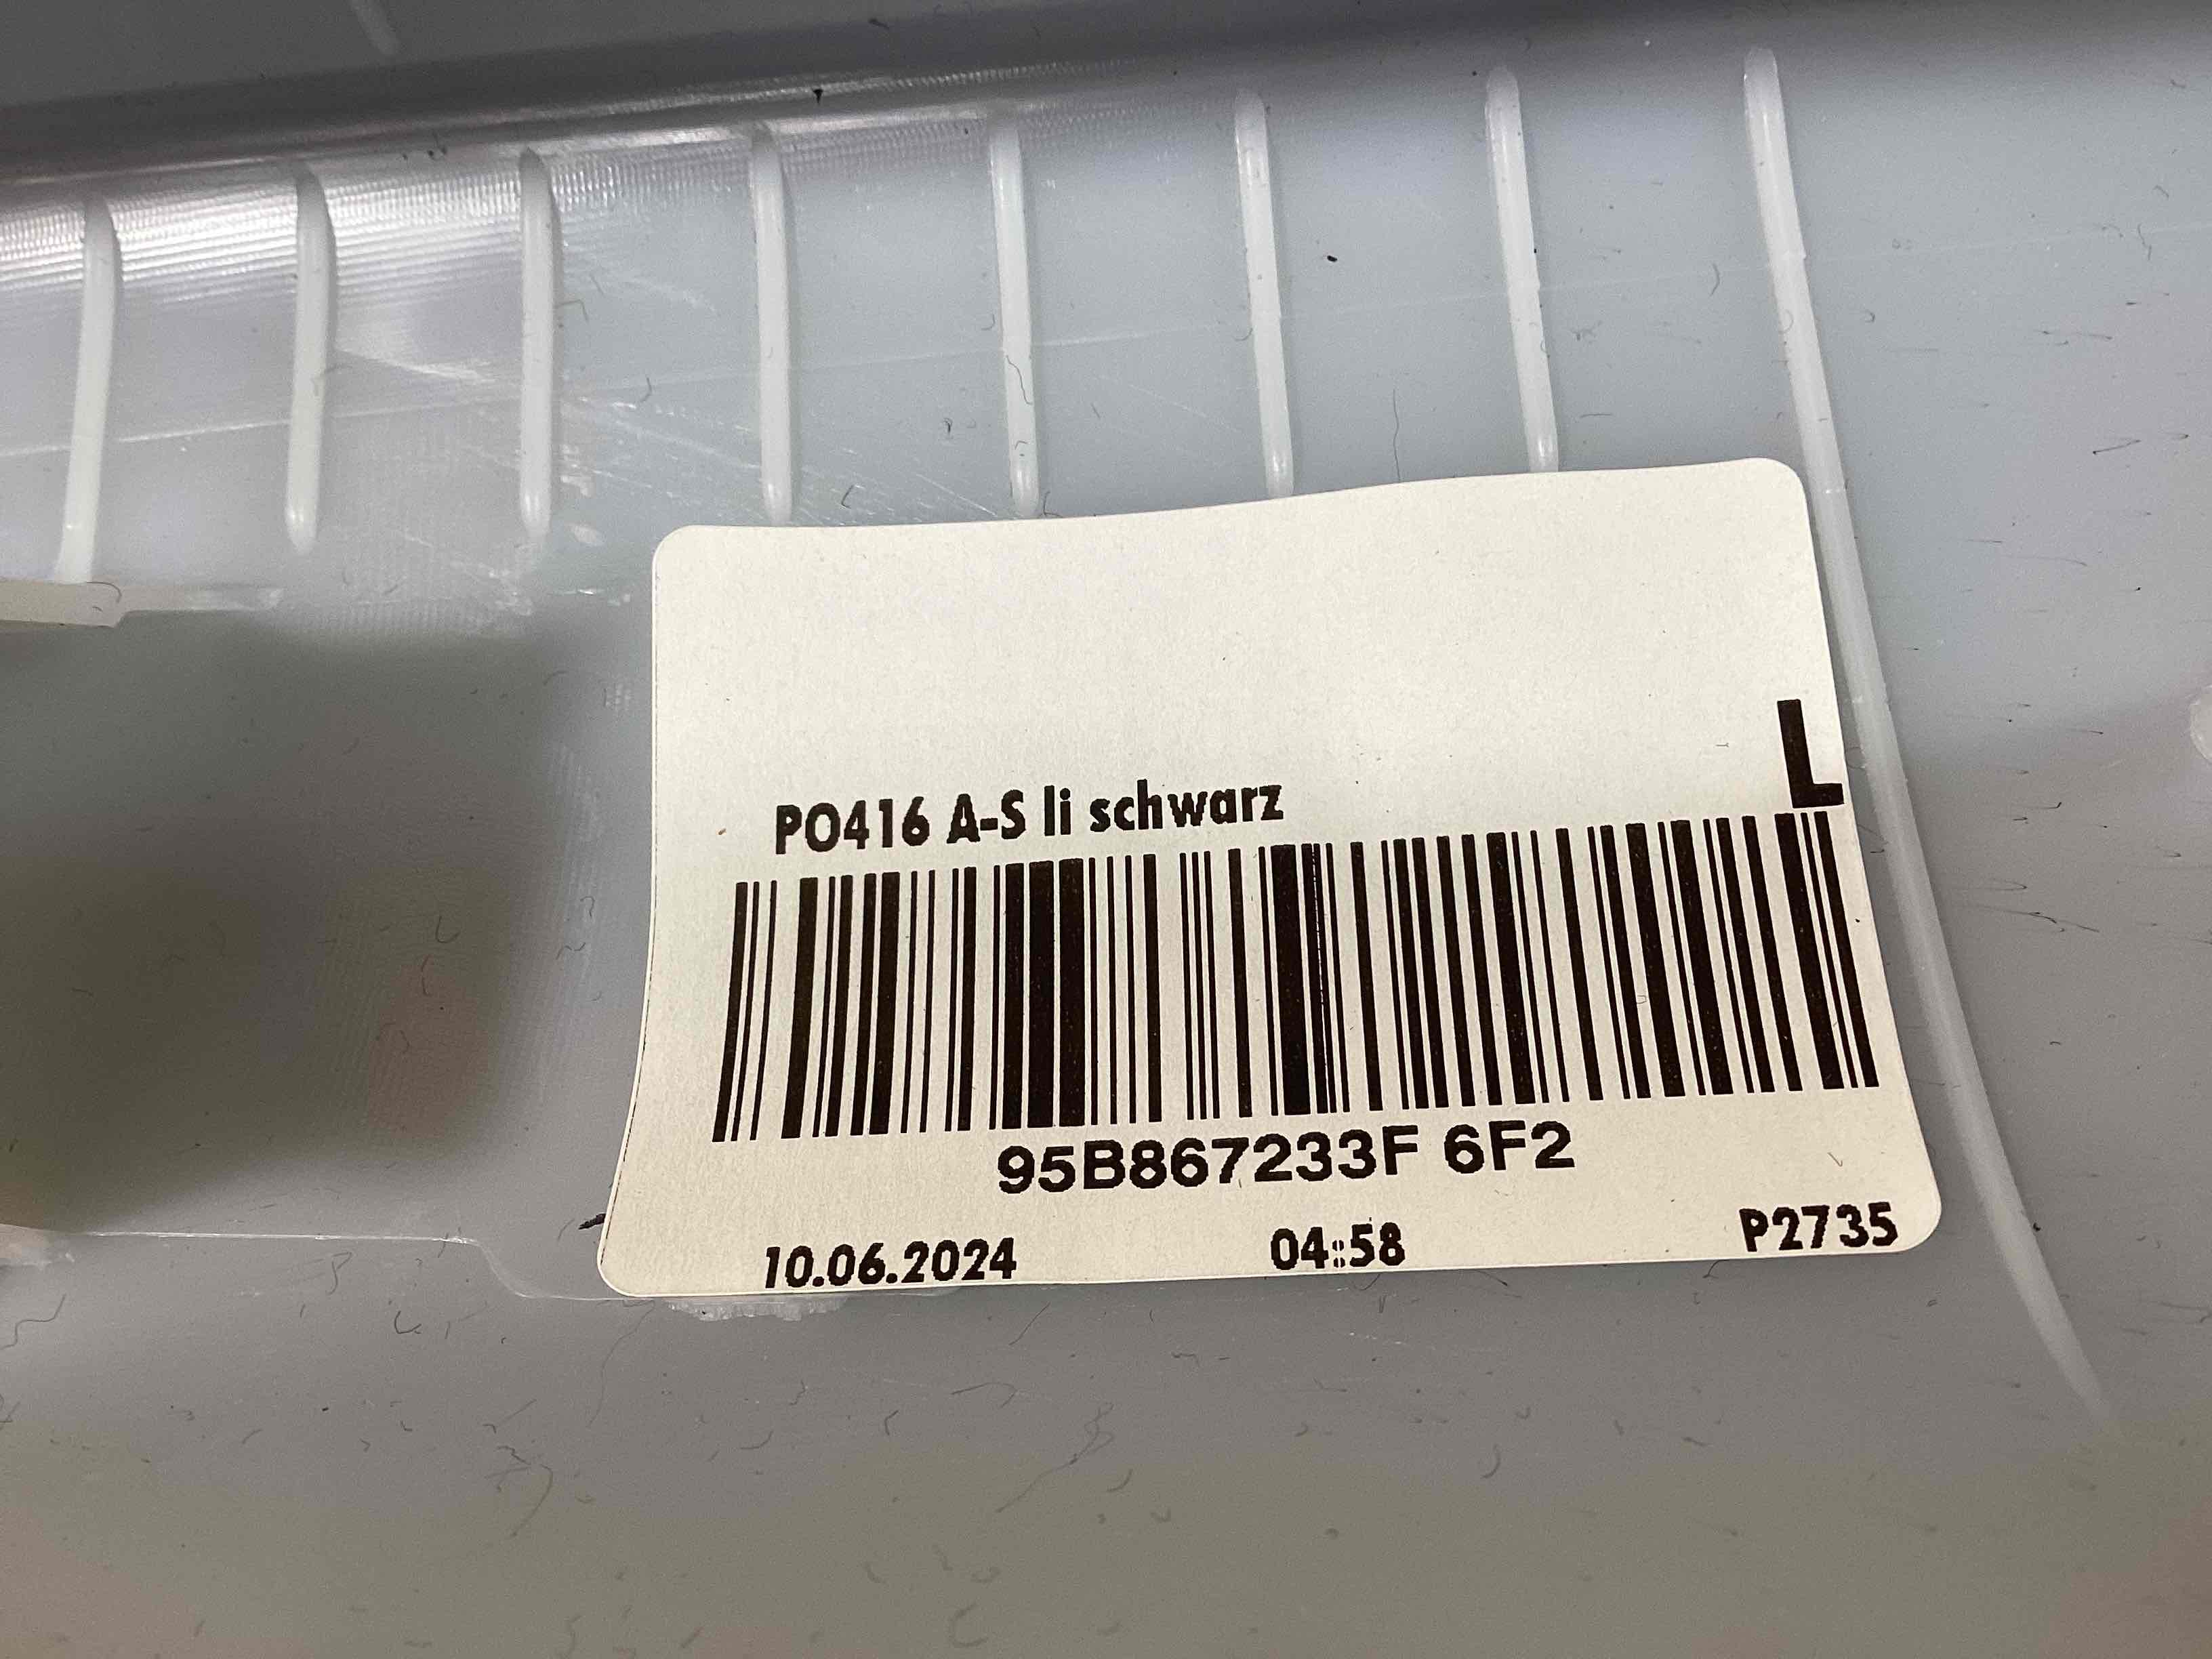 L
PO416 A-S li schwarz
95B867233F 6F2
10.06.2024 04:58 P2735